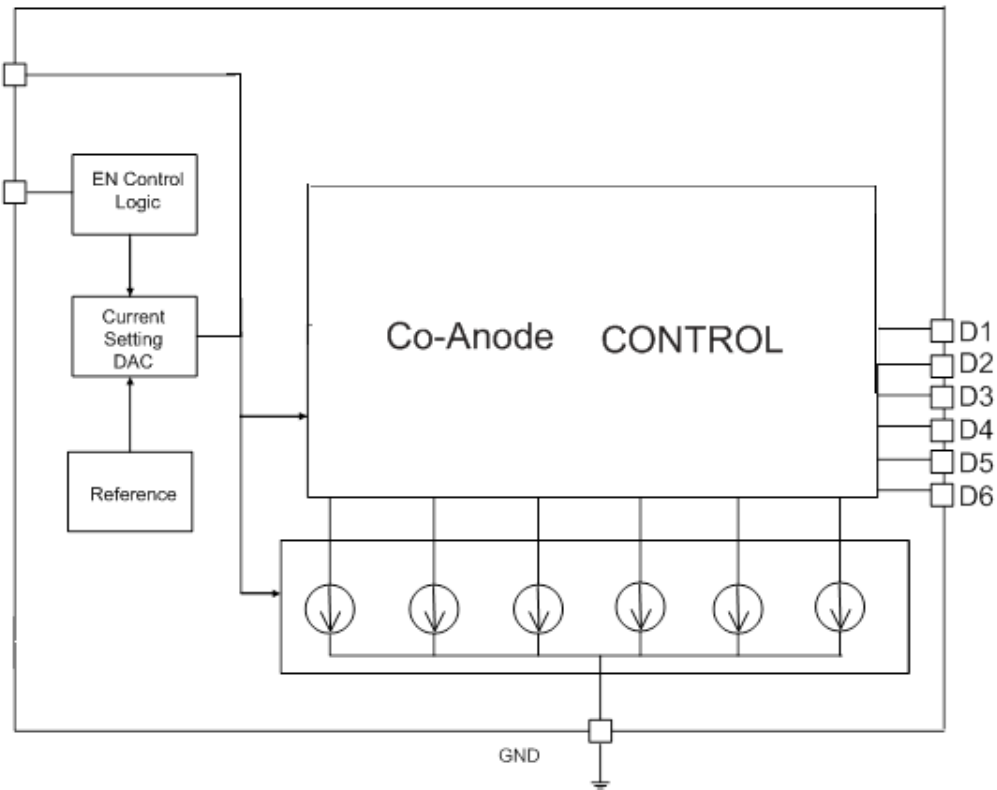 EN Control
Logic
Current
Setting
DAC
Reference
Co-Anode CONTROL
D1
D2
D3
D4
D5
D6
GND